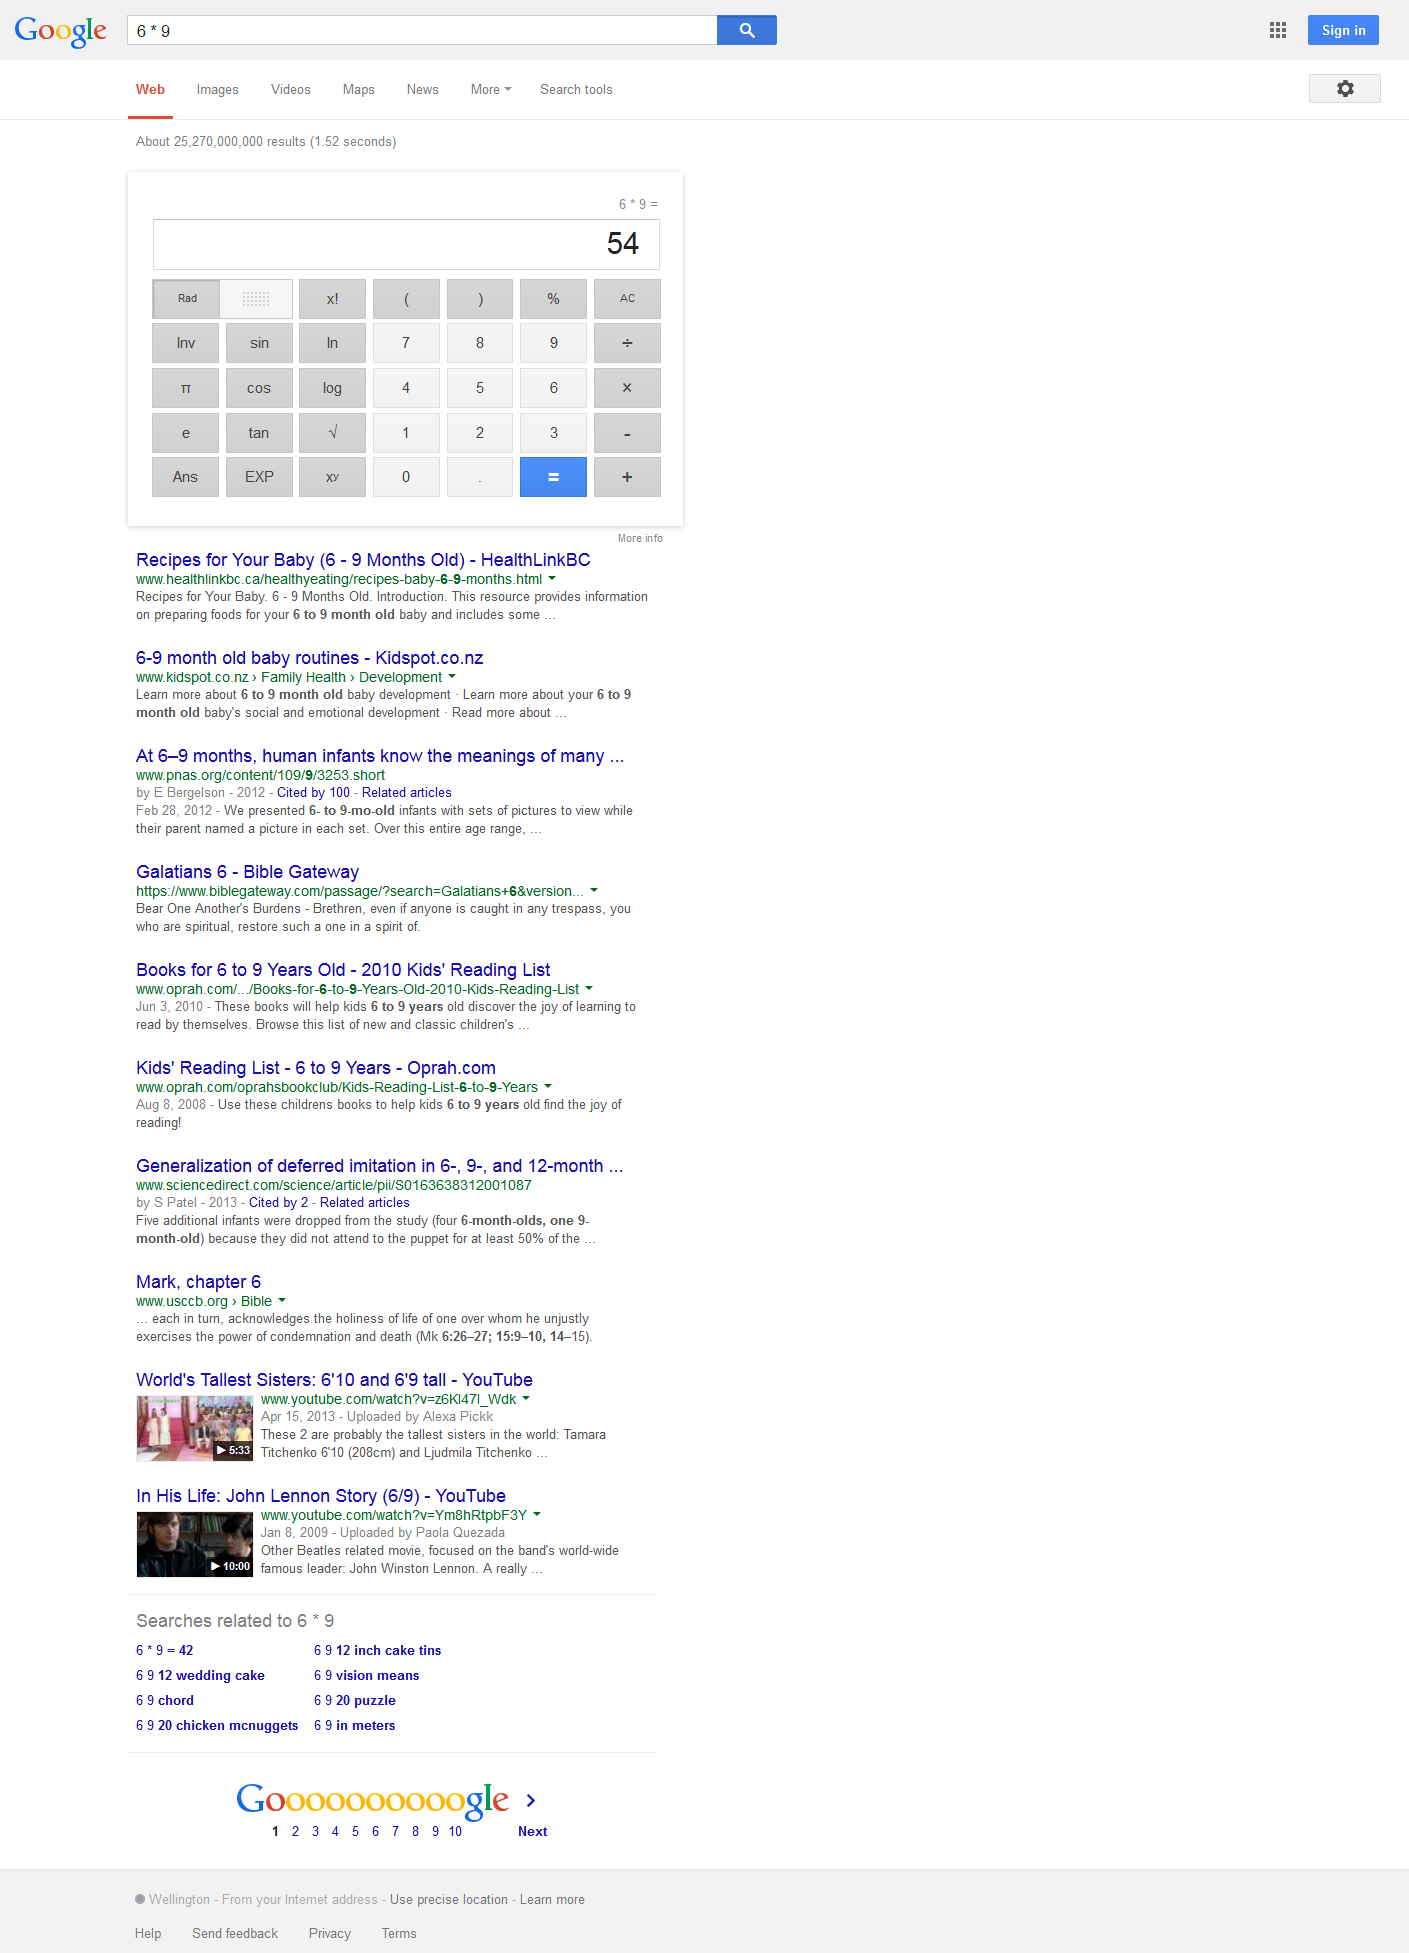 Google
6 * 9
Sign in
Web Images Videos Maps News More Search tools
About 25,270,000,000 results (1.52 seconds)
6 * 9 =
54
Rad x! ( ) % AC
Inv sin ln 7 8 9 ÷
π cos log 4 5 6 ×
e tan √ 1 2 3 -
Ans EXP xy 0 . = +
More info
Recipes for Your Baby (6 - 9 Months Old) - HealthLinkBC
www.healthlinkbc.ca/healthyeating/recipes-baby-6-9-months.html
Recipes for Your Baby. 6 - 9 Months Old. Introduction. This resource provides information
on preparing foods for your 6 to 9 month old baby and includes some ...
6-9 month old baby routines - Kidspot.co.nz
www.kidspot.co.nz › Family Health › Development
Learn more about 6 to 9 month old baby development · Learn more about your 6 to 9
month old baby's social and emotional development · Read more about ...
At 6–9 months, human infants know the meanings of many ...
www.pnas.org/content/109/9/3253.short
by E Bergelson - 2012 - Cited by 100 - Related articles
Feb 28, 2012 - We presented 6- to 9-mo-old infants with sets of pictures to view while
their parent named a picture in each set. Over this entire age range, ...
Galatians 6 - Bible Gateway
https://www.biblegateway.com/passage/?search=Galatians+6&version...
Bear One Another's Burdens - Brethren, even if anyone is caught in any trespass, you
who are spiritual, restore such a one in a spirit of.
Books for 6 to 9 Years Old - 2010 Kids' Reading List
www.oprah.com/.../Books-for-6-to-9-Years-Old-2010-Kids-Reading-List
Jun 3, 2010 - These books will help kids 6 to 9 years old discover the joy of learning to
read by themselves. Browse this list of new and classic children's ...
Kids' Reading List - 6 to 9 Years - Oprah.com
www.oprah.com/oprahsbookclub/Kids-Reading-List-6-to-9-Years
Aug 8, 2008 - Use these childrens books to help kids 6 to 9 years old find the joy of
reading!
Generalization of deferred imitation in 6-, 9-, and 12-month ...
www.sciencedirect.com/science/article/pii/S0163638312001087
by S Patel - 2013 - Cited by 2 - Related articles
Five additional infants were dropped from the study (four 6-month-olds, one 9-
month-old) because they did not attend to the puppet for at least 50% of the ...
Mark, chapter 6
www.usccb.org › Bible
... each in turn, acknowledges the holiness of life of one over whom he unjustly
exercises the power of condemnation and death (Mk 6:26–27; 15:9–10, 14–15).
World's Tallest Sisters: 6'10 and 6'9 tall - YouTube
www.youtube.com/watch?v=z6Kl47l_Wdk
Apr 15, 2013 - Uploaded by Alexa Pickk
These 2 are probably the tallest sisters in the world: Tamara
Titchenko 6'10 (208cm) and Ljudmila Titchenko ...
5:33
In His Life: John Lennon Story (6/9) - YouTube
www.youtube.com/watch?v=Ym8hRtpbF3Y
Jan 8, 2009 - Uploaded by Paola Quezada
Other Beatles related movie, focused on the band's world-wide
famous leader: John Winston Lennon. A really ...
10:00
Searches related to 6 * 9
6 * 9 = 42 6 9 12 inch cake tins
6 9 12 wedding cake 6 9 vision means
6 9 chord 6 9 20 puzzle
6 9 20 chicken mcnuggets 6 9 in meters
Goooooooooogle
1 2 3 4 5 6 7 8 9 10 Next
Wellington - From your Internet address - Use precise location - Learn more
Help Send feedback Privacy Terms